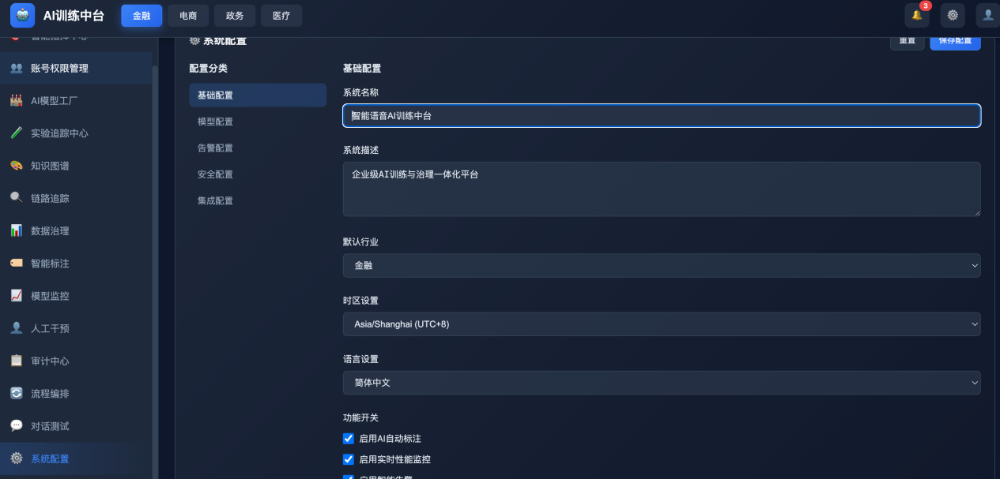 AI训练中台
金融
电商
政务
医疗
3
账号权限管理
AI模型工厂
实验追踪中心
知识图谱
链路追踪
数据治理
智能标注
模型监控
人工干预
审计中心
流程编排
对话测试
系统配置
系统配置
重置
保存配置
配置分类
基础配置
模型配置
告警配置
安全配置
集成配置
基础配置
系统名称
智能语音AI训练中台
系统描述
企业级AI训练与治理一体化平台
默认行业
金融
时区设置
Asia/Shanghai (UTC+8)
语言设置
简体中文
功能开关
启用AI自动标注
启用实时性能监控